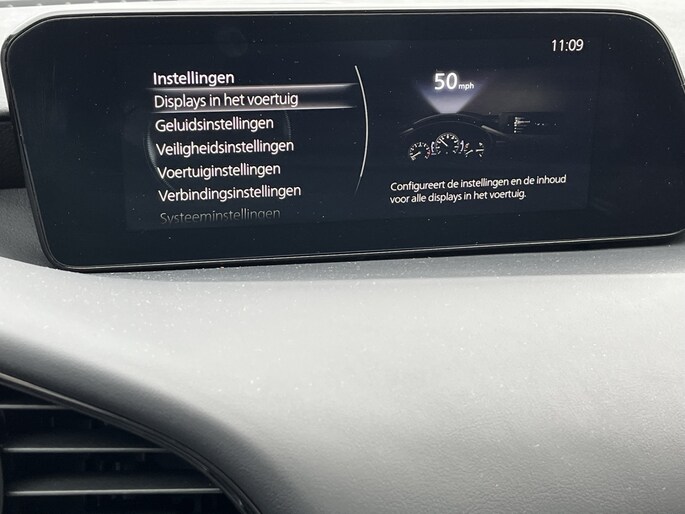 11:09
Instellingen
50 mph
Displays in het voertuig
Geluidsinstellingen
Veiligheidsinstellingen
Voertuiginstellingen
Verbindingsinstellingen
Systeeminstellingen
Configureert de instellingen en de inhoud
voor alle displays in het voertuig.